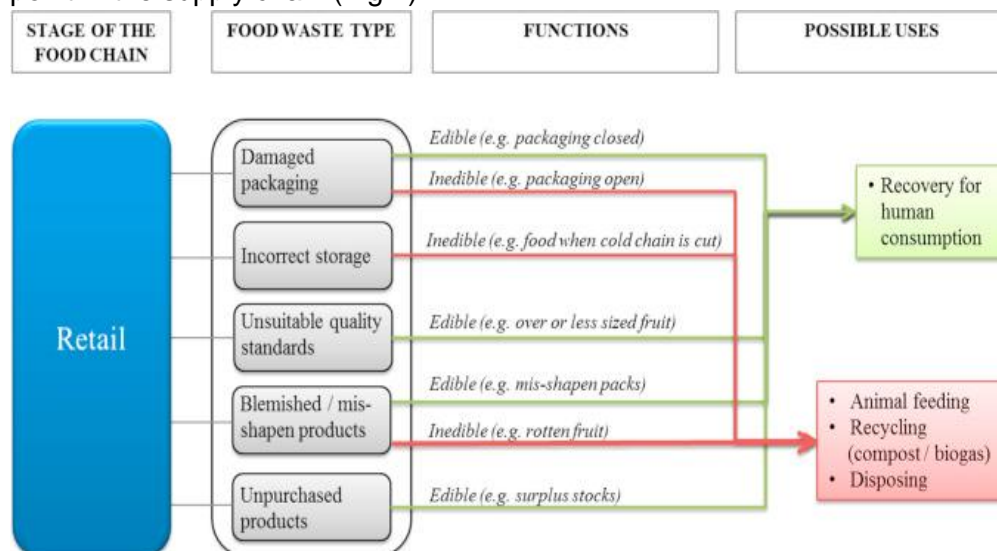 STAGE OF THE
FOOD CHAIN
FOOD WASTE TYPE
FUNCTIONS
POSSIBLE USES
Retail
Damaged
packaging
Edible (e.g. packaging closed)
Inedible (e.g. packaging open)
Incorrect storage
Inedible (e.g. food when cold chain is cut)
Unsuitable quality
standards
Edible (e.g. over or less sized fruit)
Blemished / mis-
shapen products
Edible (e.g. mis-shapen packs)
Inedible (e.g. rotten fruit)
Unpurchased
products
Edible (e.g. surplus stocks)
• Recovery for
human
consumption
• Animal feeding
• Recycling
(compost / biogas)
• Disposing